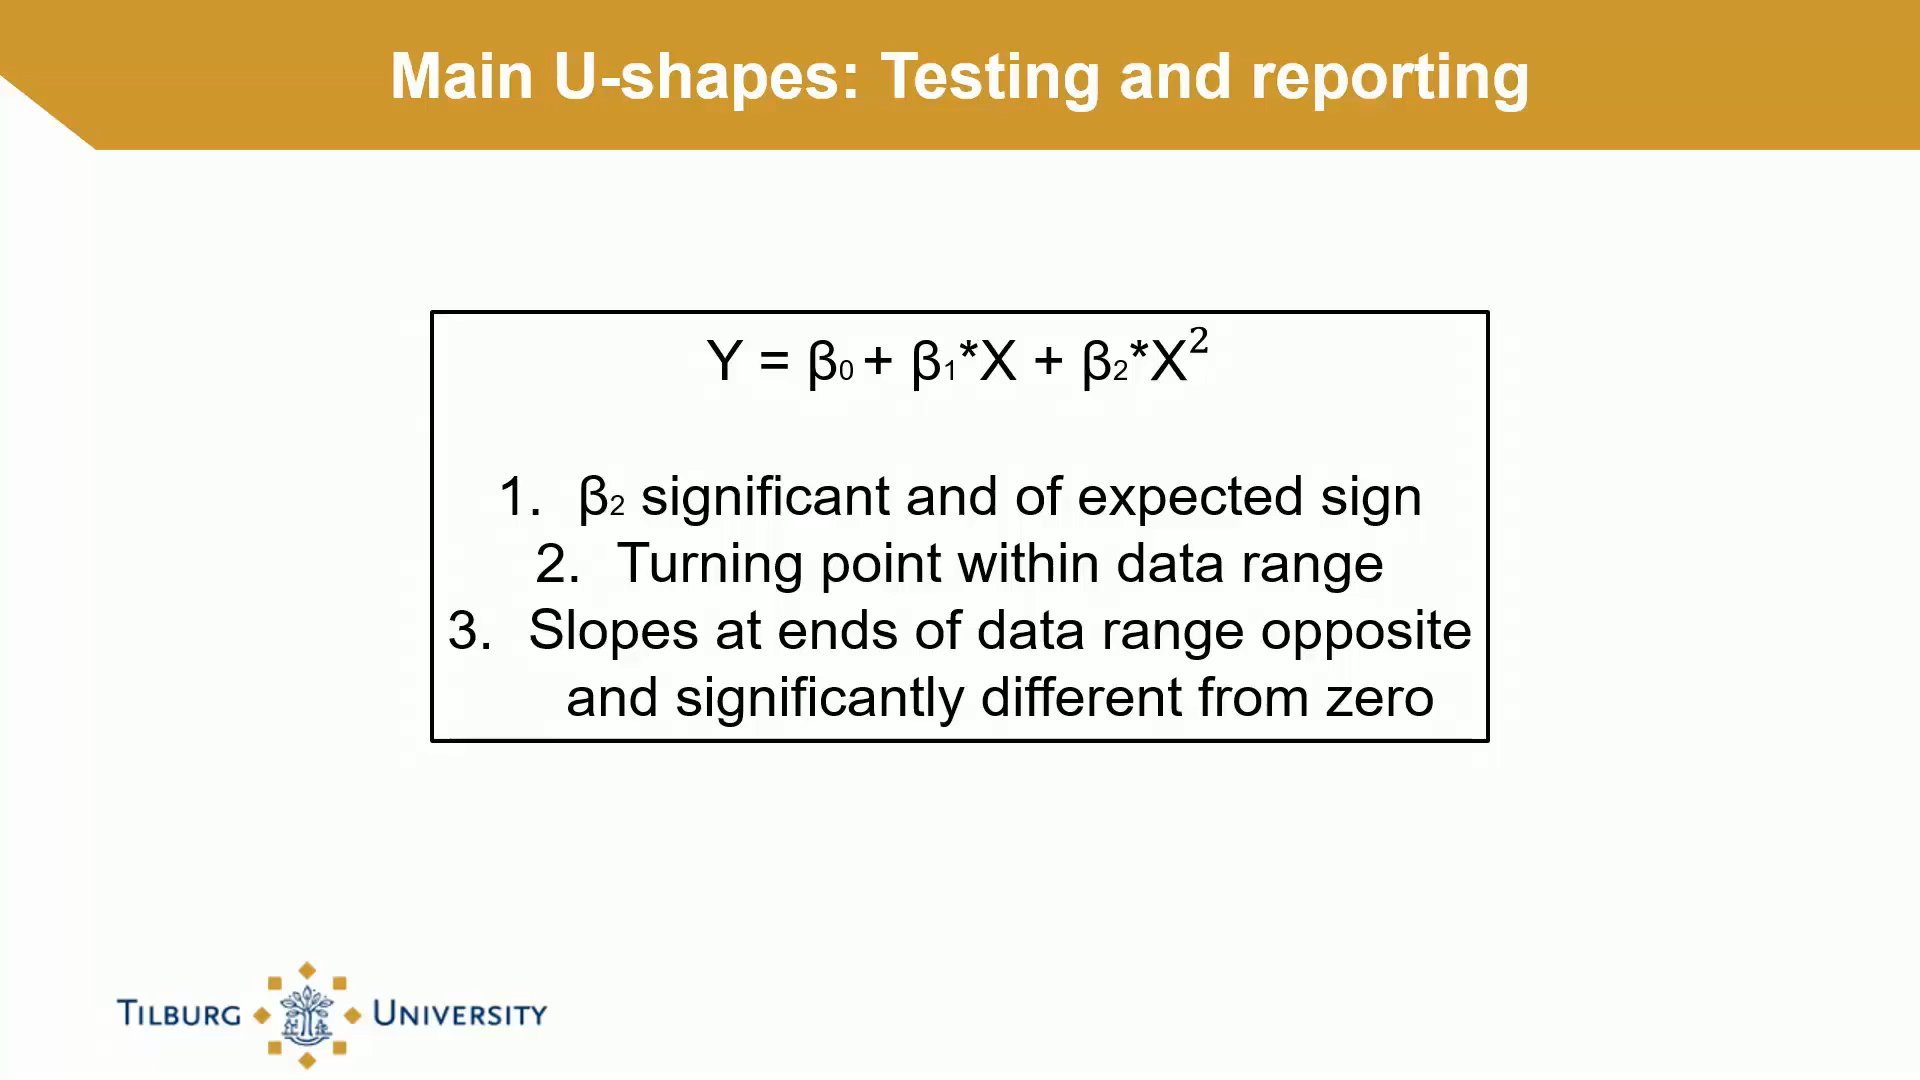 Main U-shapes: Testing and reporting
Y = β₀ + β₁*X + β₂*X²
1. β₂ significant and of expected sign
2. Turning point within data range
3. Slopes at ends of data range opposite
and significantly different from zero
TILBURG UNIVERSITY